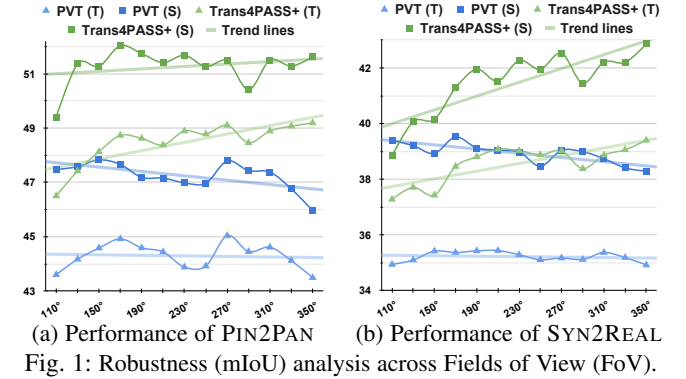 PVT (T) PVT (S) Trans4PASS+ (T)
Trans4PASS+ (S) Trend lines
51
49
47
45
43
110° 150° 190° 230° 270° 310° 350°
(a) Performance of PIN2PAN
PVT (T) PVT (S) Trans4PASS+ (T)
Trans4PASS+ (S) Trend lines
42
40
38
36
34
110° 150° 190° 230° 270° 310° 350°
(b) Performance of SYN2REAL
Fig. 1: Robustness (mIoU) analysis across Fields of View (FoV).